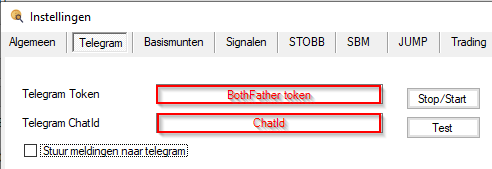 Instellingen
Algemeen Telegram Basismunten Signalen STOBB SBM JUMP Trading
Telegram Token BothFather token Stop/Start
Telegram ChatId ChatId Test
Stuur meldingen naar telegram